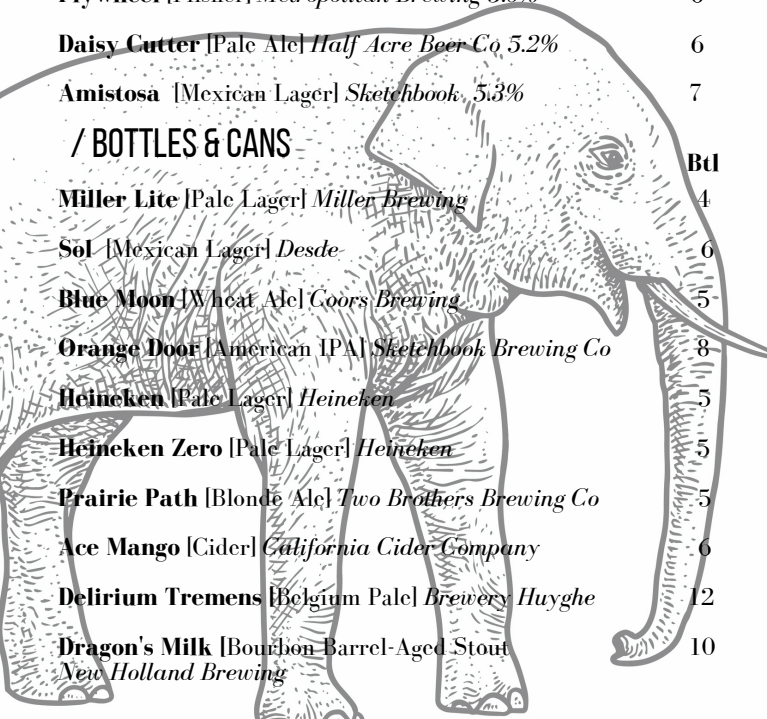 Flywheel [Pilsner] Metropolitan Brewing
Daisy Cutter [Pale Ale] Half Acre Beer Co 5.2% 6
Amistosa [Mexican Lager] Sketchbook 5.3% 7
/ BOTTLES & CANS
Btl
Miller Lite [Pale Lager] Miller Brewing 4
Sol [Mexican Lager] Desde 6
Blue Moon [Wheat Ale] Coors Brewing 5
Orange Door [American IPA] Sketchbook Brewing Co 8
Heineken [Pale Lager] Heineken 5
Heineken Zero [Pale Lager] Heineken 5
Prairie Path [Blonde Ale] Two Brothers Brewing Co 5
Ace Mango [Cider] California Cider Company 6
Delirium Tremens [Belgium Pale] Brewery Huyghe 12
Dragon's Milk [Bourbon Barrel-Aged Stout 10
New Holland Brewing